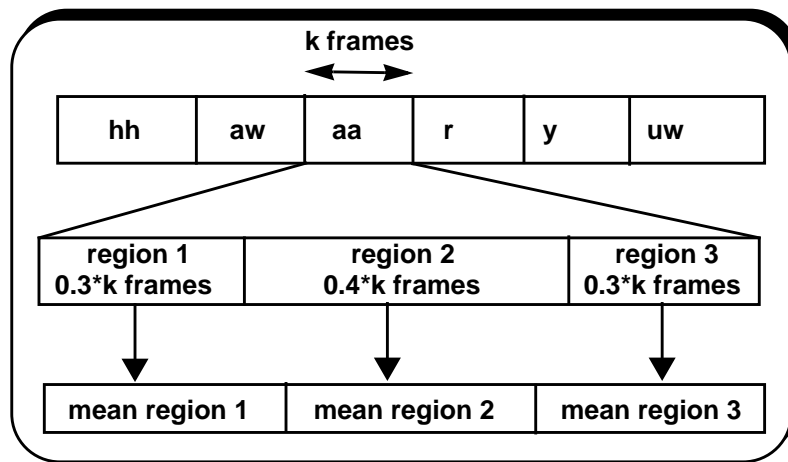 k frames
hh aw aa r y uw
region 1 region 2 region 3
0.3*k frames 0.4*k frames 0.3*k frames
mean region 1 mean region 2 mean region 3